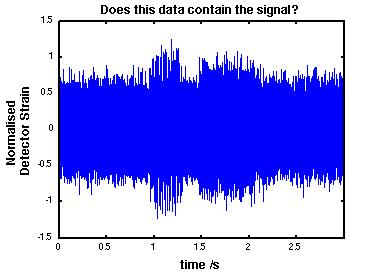 Does this data contain the signal?
1.5
1
0.5
0
-0.5
-1
-1.5
Normalised
Detector Strain
0 0.5 1 1.5 2 2.5
time /s